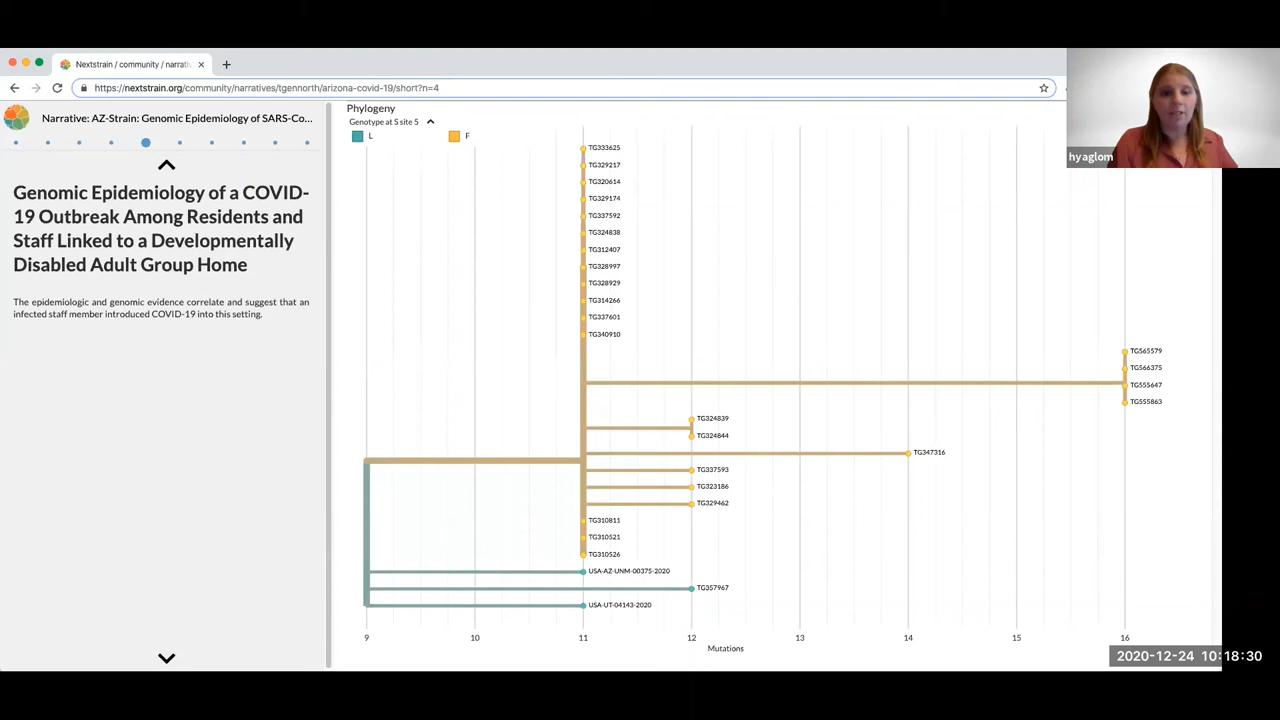 Nextstrain / community / narrati
https://nextstrain.org/community/narratives/tgennorth/arizona-covid-19/short?n=4
Narrative: AZ-Strain: Genomic Epidemiology of SARS-Co...
Genomic Epidemiology of a COVID-
19 Outbreak Among Residents and
Staff Linked to a Developmentally
Disabled Adult Group Home
The epidemiologic and genomic evidence correlate and suggest that an
infected staff member introduced COVID-19 into this setting.
Phylogeny
Genotype at S site 5
L F
TG333625
TG329217
TG320614
TG329174
TG337592
TG324838
TG312407
TG328997
TG328929
TG314266
TG337601
TG340910
TG565579
TG566375
TG555647
TG555863
TG324839
TG324844
TG347316
TG337593
TG323186
TG329462
TG310811
TG310521
TG310526
USA-AZ-UNM-00375-2020
TG357967
USA-UT-04143-2020
9 10 11 12 13 14 15 16
Mutations
hyaglom
2020-12-24 10:18:30